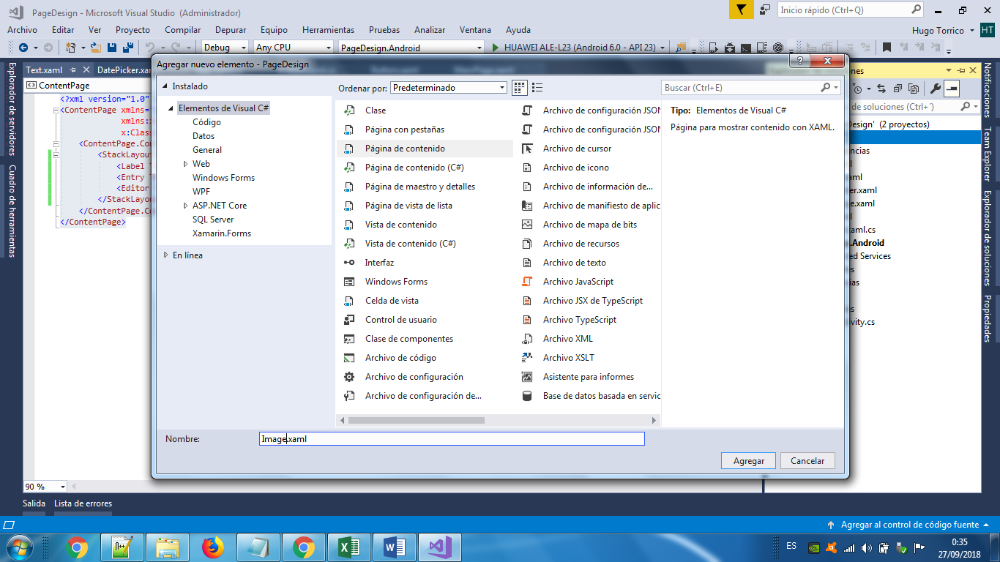 PageDesign - Microsoft Visual Studio (Administrador)
Inicio rápido (Ctrl+Q)
Archivo Editar Ver Proyecto Compilar Depurar Equipo Herramientas Pruebas Analizar Ventana Ayuda
Hugo Torrico HT
Debug Any CPU PageDesign.Android HUAWEI ALE-L23 (Android 6.0 - API 23)
Explorador de servidores
Cuadro de herramientas
Text.xaml DatePicker.xaml
ContentPage
<?xml version="1.0"
<ContentPage xmlns=
xmlns:
x:Class
<ContentPage.Con
<StackLayout
<Label T
<Entry T
<Editor
</StackLayou
</ContentPage.Co
</ContentPage>
90 %
Agregar nuevo elemento - PageDesign
Instalado
Elementos de Visual C#
Código
Datos
General
Web
Windows Forms
WPF
ASP.NET Core
SQL Server
Xamarin.Forms
En línea
Ordenar por: Predeterminado
Buscar (Ctrl+E)
Clase
Página con pestañas
Página de contenido
Página de contenido (C#)
Página de maestro y detalles
Página de vista de lista
Vista de contenido
Vista de contenido (C#)
Interfaz
Windows Forms
Celda de vista
Control de usuario
Clase de componentes
Archivo de código
Archivo de configuración
Archivo de configuración de...
Archivo de configuración JSON
Archivo de configuración JSON
Archivo de cursor
Archivo de icono
Archivo de información de...
Archivo de manifiesto de aplic
Archivo de mapa de bits
Archivo de recursos
Archivo de texto
Archivo JavaScript
Archivo JSX de TypeScript
Archivo TypeScript
Archivo XML
Archivo XSLT
Asistente para informes
Base de datos basada en servic
Tipo: Elementos de Visual C#
Página para mostrar contenido con XAML.
Nombre: Image.xaml
Agregar Cancelar
ones
de soluciones (Ctrl+´)
Design' (2 proyectos)
ncias
l
aml
er.xaml
e.xaml
l
aml.cs
.Android
ed Services
es
ias
es
vity.cs
Notificaciones
Team Explorer
Explorador de soluciones
Propiedades
Salida Lista de errores
Agregar al control de código fuente
ES
0:35
27/09/2018